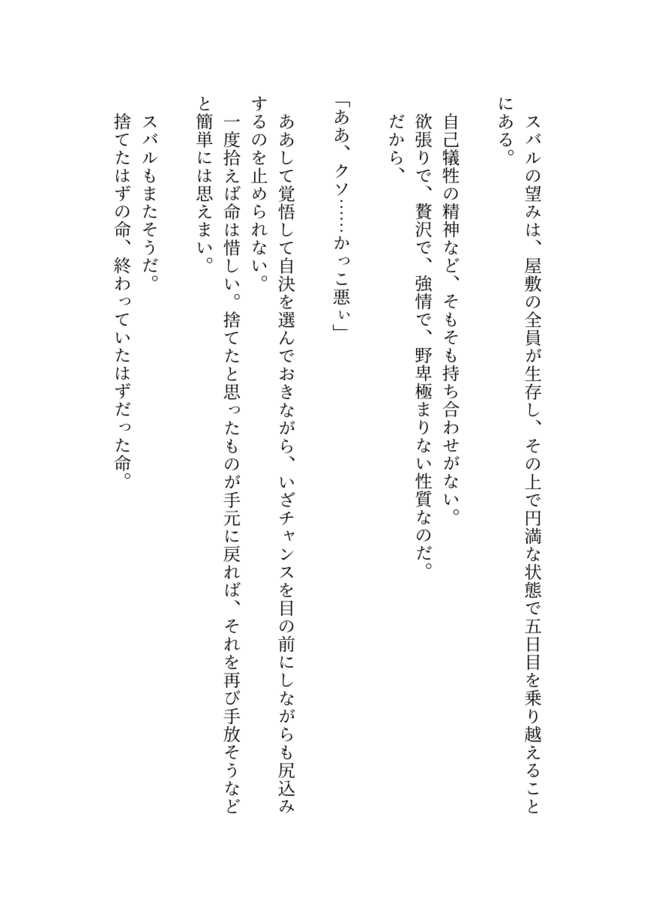 スバルの望みは、屋敷の全員が生存し、その上で円満な状態で五日目を乗り越えること
にある。
自己犠牲の精神など、そもそも持ち合わせがない。
欲張りで、贅沢で、強情で、野卑極まりない性質なのだ。
だから、
「ああ、クソ……かっこ悪ぃ」
ああして覚悟して自決を選んでおきながら、いざチャンスを目の前にしながらも尻込み
するのを止められない。
一度拾えば命は惜しい。捨てたと思ったものが手元に戻れば、それを再び手放そうなど
と簡単には思えまい。
スバルもまたそうだ。
捨てたはずの命、終わっていたはずだった命。